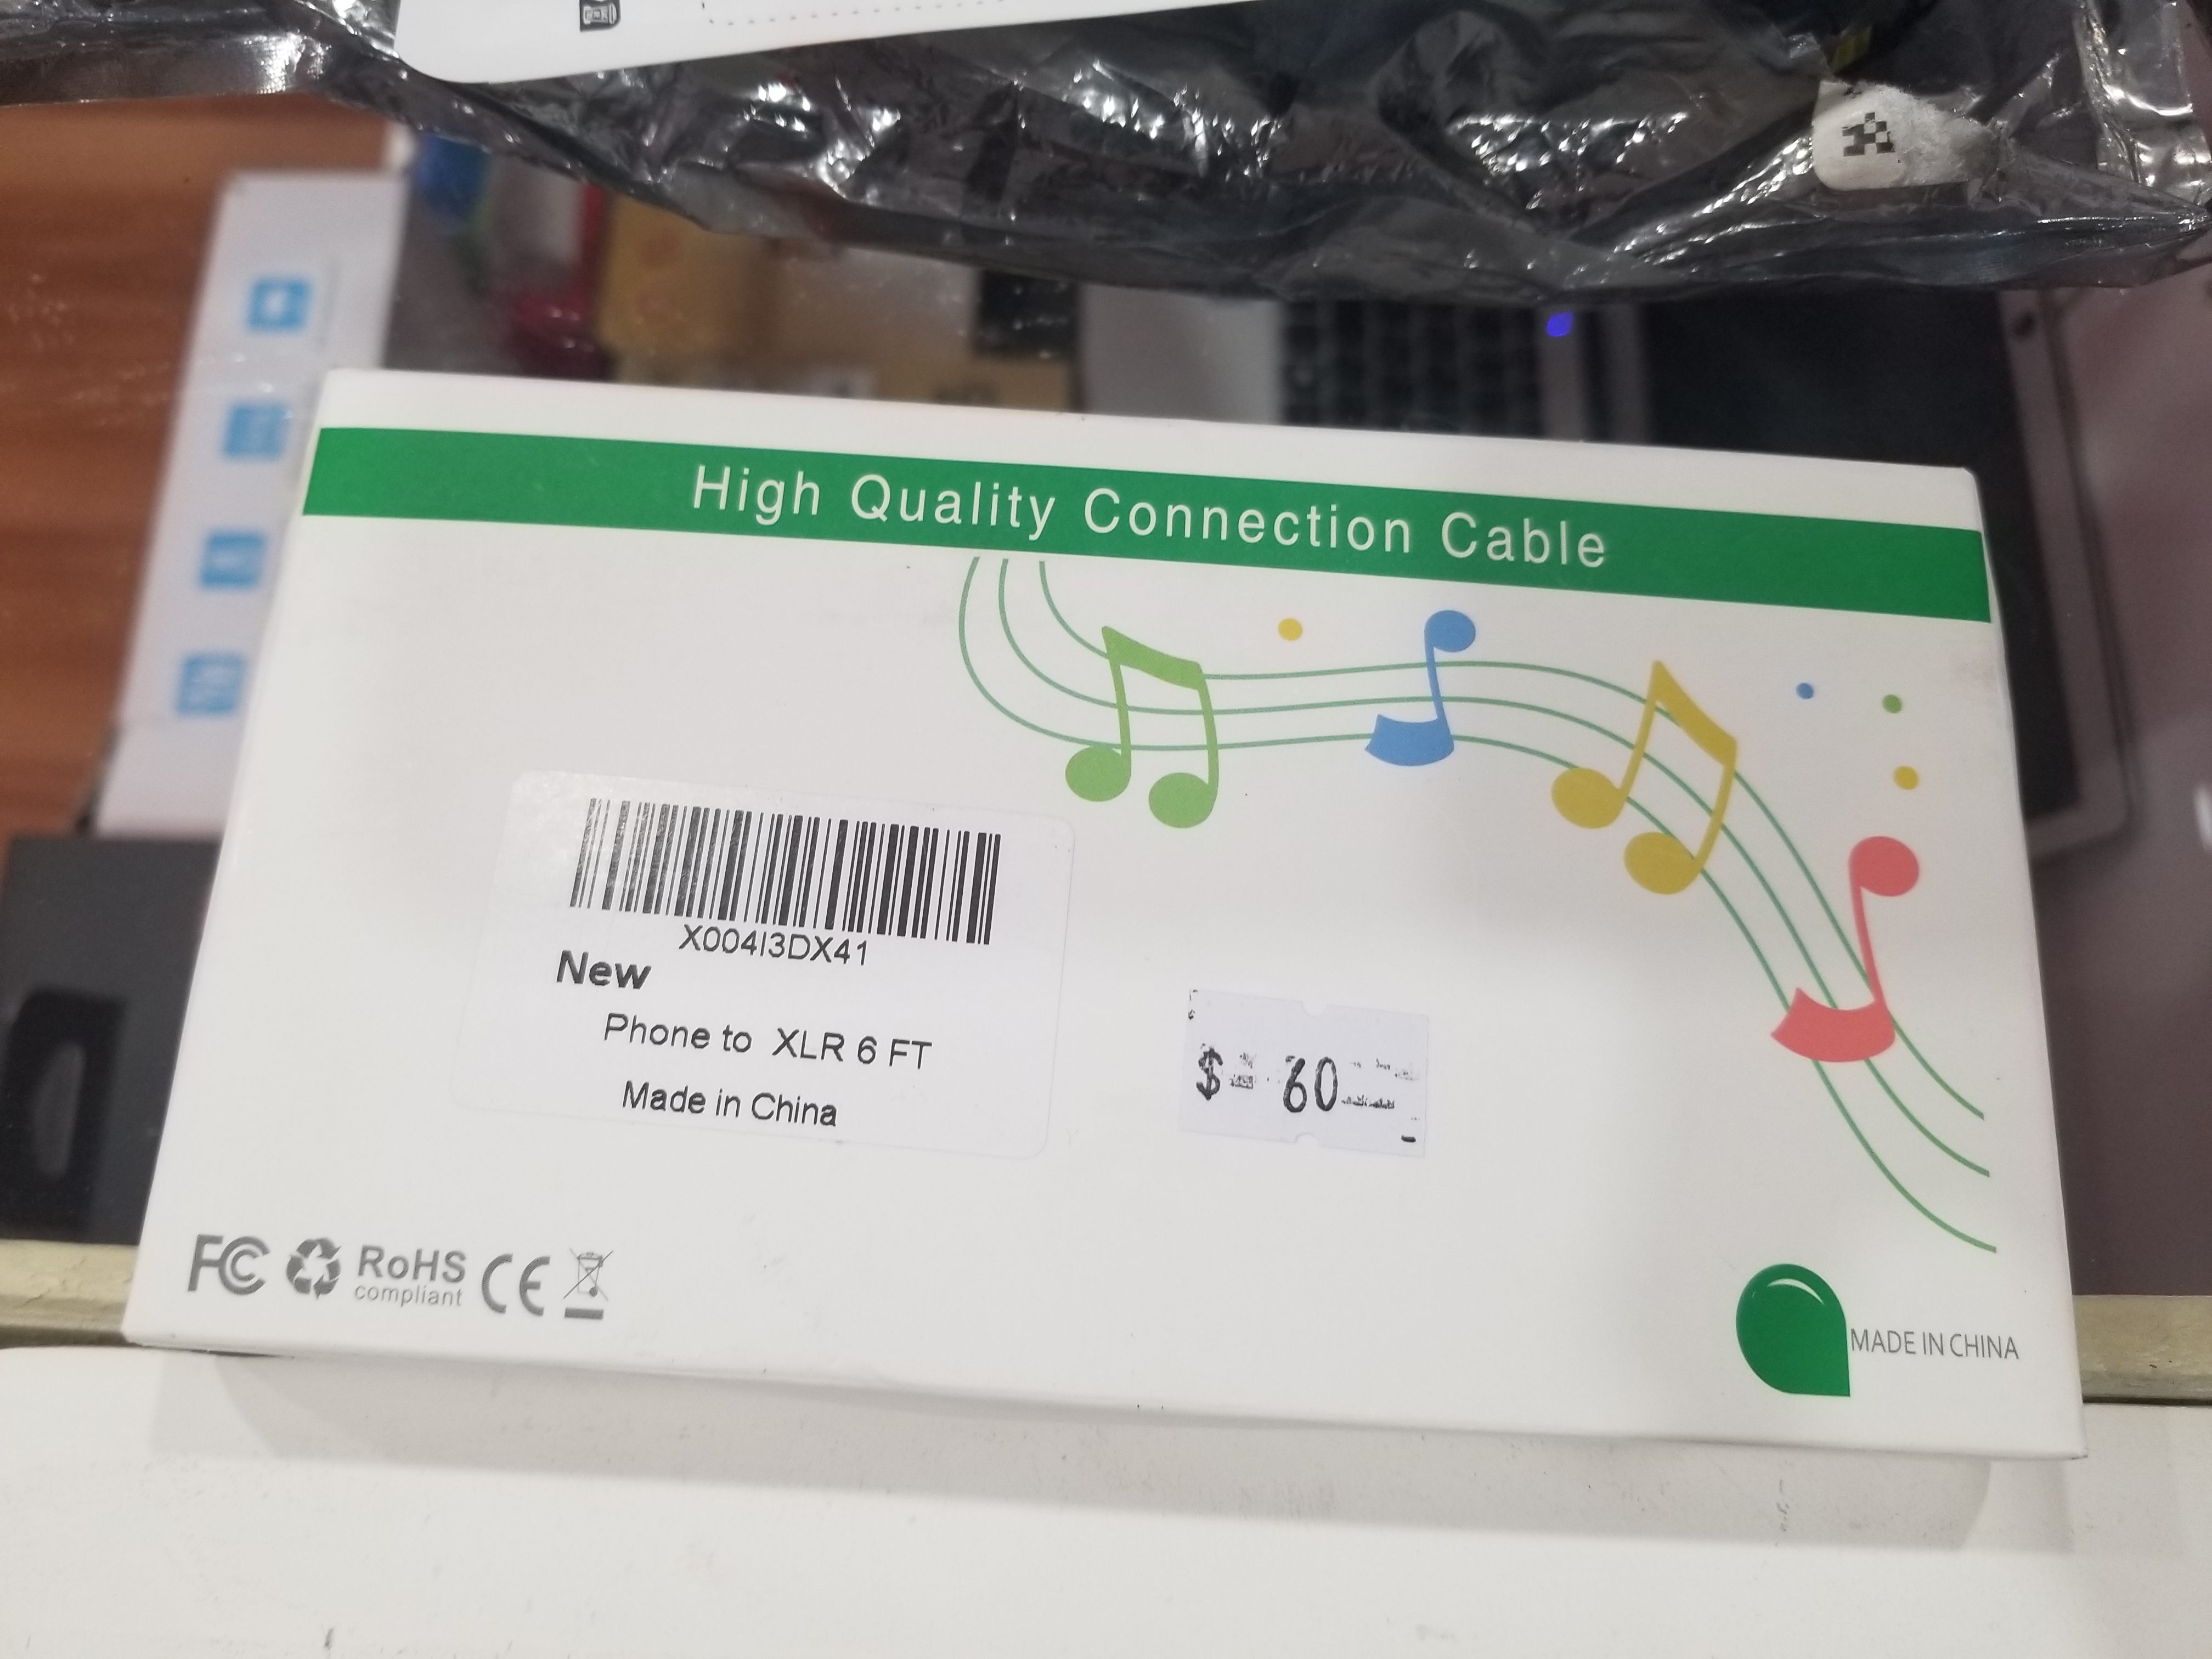 High Quality Connection Cable
X004I3DX41
New
Phone to XLR 6 FT
Made in China
$ 60
FC RoHS CE
compliant
MADE IN CHINA